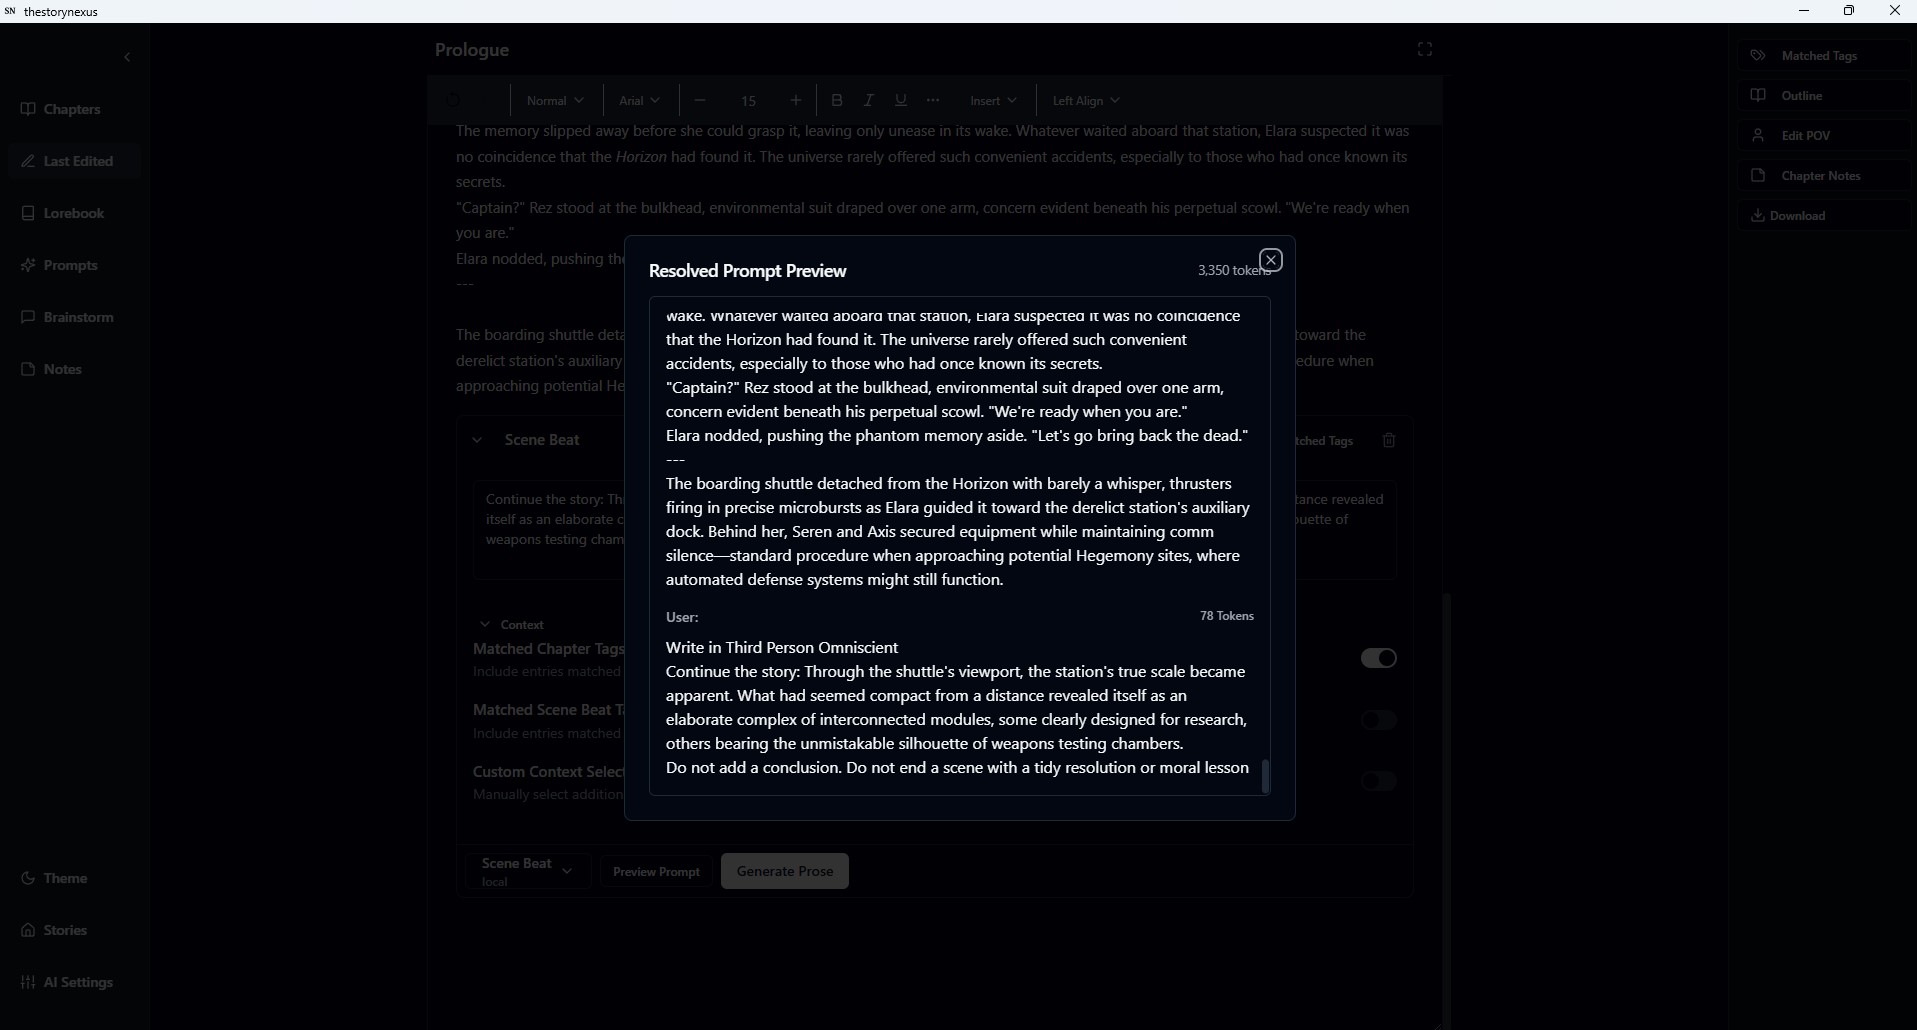 SN thestorynexus
Chapters
Last Edited
Lorebook
Prompts
Brainstorm
Notes
Theme
Stories
AI Settings
Prologue
Normal
Arial
15
B I U ...
Insert
Left Align
The memory slipped away before she could grasp it, leaving only unease in its wake. Whatever waited aboard that station, Elara suspected it was
no coincidence that the Horizon had found it. The universe rarely offered such convenient accidents, especially to those who had once known its
secrets.
"Captain?" Rez stood at the bulkhead, environmental suit draped over one arm, concern evident beneath his perpetual scowl. "We're ready when
you are."
Elara nodded, pushing the
---
The boarding shuttle deta
toward the
derelict station's auxiliary
edure when
approaching potential He
Scene Beat
tched Tags
Continue the story: Th
tance revealed
itself as an elaborate c
ouette of
weapons testing cham
Context
Matched Chapter Tags
Include entries matched
Matched Scene Beat Ta
Include entries matched
Custom Context Select
Manually select addition
Scene Beat
local
Preview Prompt
Generate Prose
Resolved Prompt Preview
3,350 tokens
wake. Whatever waited aboard that station, Elara suspected it was no coincidence
that the Horizon had found it. The universe rarely offered such convenient
accidents, especially to those who had once known its secrets.
"Captain?" Rez stood at the bulkhead, environmental suit draped over one arm,
concern evident beneath his perpetual scowl. "We're ready when you are."
Elara nodded, pushing the phantom memory aside. "Let's go bring back the dead."
---
The boarding shuttle detached from the Horizon with barely a whisper, thrusters
firing in precise microbursts as Elara guided it toward the derelict station's auxiliary
dock. Behind her, Seren and Axis secured equipment while maintaining comm
silence—standard procedure when approaching potential Hegemony sites, where
automated defense systems might still function.
User:
78 Tokens
Write in Third Person Omniscient
Continue the story: Through the shuttle's viewport, the station's true scale became
apparent. What had seemed compact from a distance revealed itself as an
elaborate complex of interconnected modules, some clearly designed for research,
others bearing the unmistakable silhouette of weapons testing chambers.
Do not add a conclusion. Do not end a scene with a tidy resolution or moral lesson
Matched Tags
Outline
Edit POV
Chapter Notes
Download